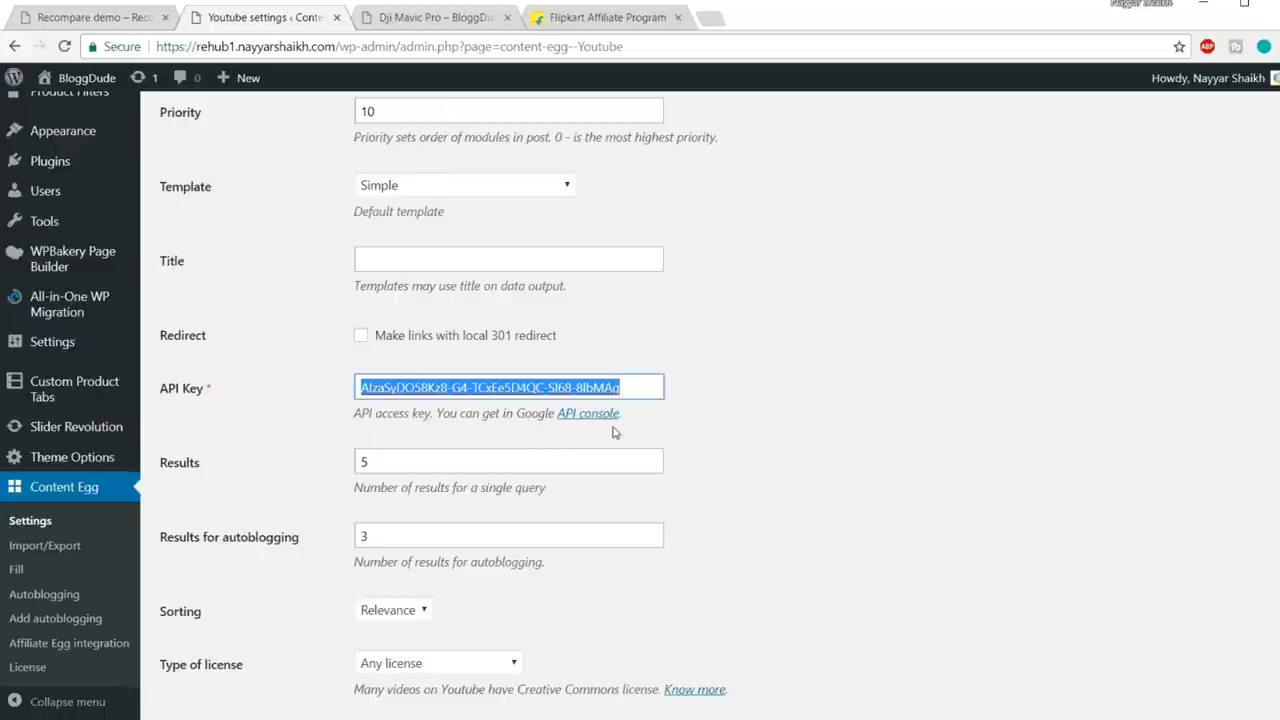 Nayyar Shaikh
Recompare demo – Reco
Youtube settings ‹ Conte
Dji Mavic Pro – BloggDu
Flipkart Affiliate Program
Secure
https://rehub1.nayyarshaikh.com/wp-admin/admin.php?page=content-egg--Youtube
ABP
BloggDude
1
0
New
Howdy, Nayyar Shaikh
Product Filters
Appearance
Plugins
Users
Tools
WPBakery Page
Builder
All-in-One WP
Migration
Settings
Custom Product
Tabs
Slider Revolution
Theme Options
Content Egg
Settings
Import/Export
Fill
Autoblogging
Add autoblogging
Affiliate Egg integration
License
Collapse menu
Priority
10
Priority sets order of modules in post. 0 - is the most highest priority.
Template
Simple
Default template
Title
Templates may use title on data output.
Redirect
Make links with local 301 redirect
API Key *
API access key. You can get in Google API console.
Results
5
Number of results for a single query
Results for autoblogging
3
Number of results for autoblogging.
Sorting
Relevance
Type of license
Any license
Many videos on Youtube have Creative Commons license. Know more.